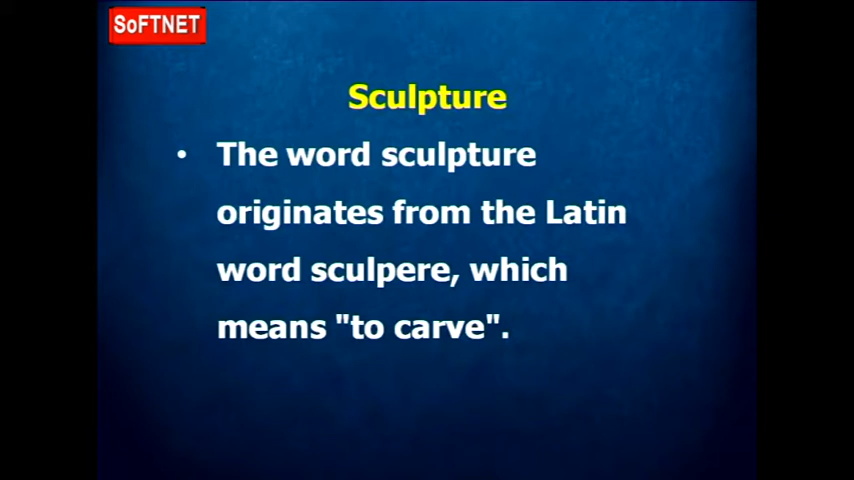 SoFTNET
Sculpture
• The word sculpture
originates from the Latin
word sculpere, which
means "to carve".